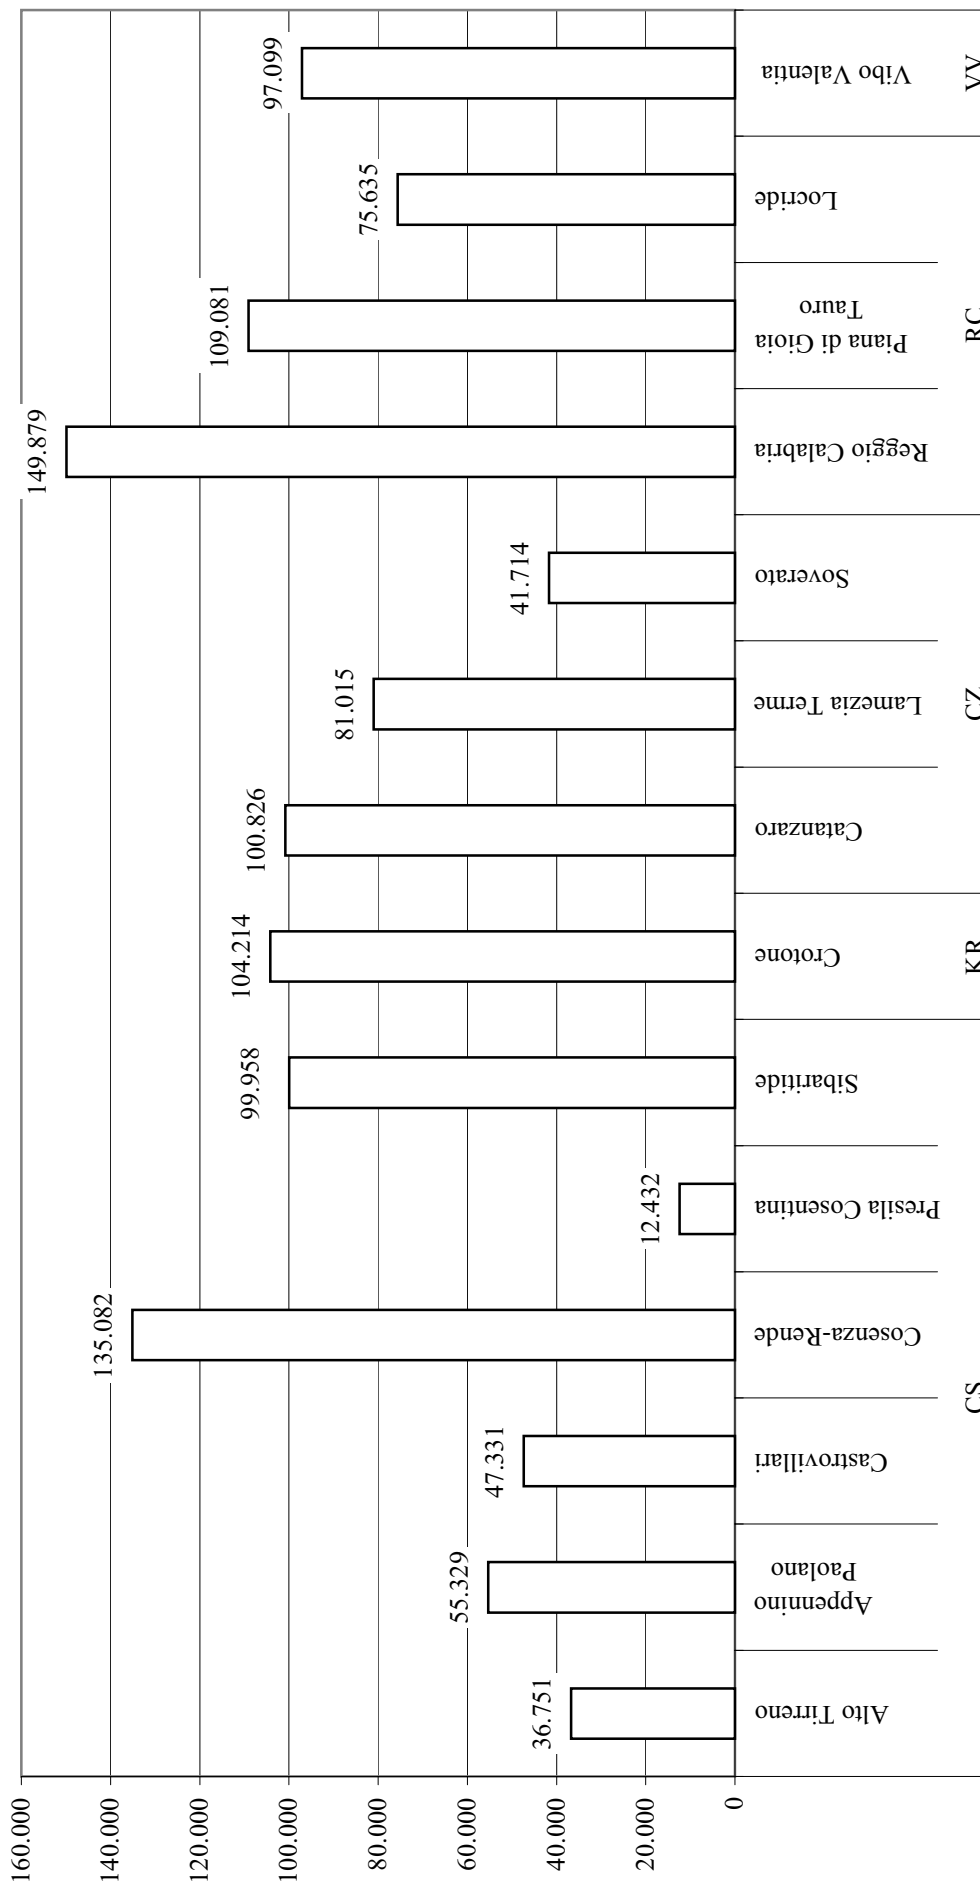 160.000
140.000
120.000
100.000
80.000
60.000
40.000
20.000
0
36.751
55.329
47.331
135.082
12.432
99.958
104.214
100.826
81.015
41.714
149.879
109.081
75.635
97.099
Alto Tirreno
Appennino
Paolano
Castrovillari
Cosenza-Rende
Presila Cosentina
Sibaritide
Crotone
Catanzaro
Lamezia Terme
Soverato
Reggio Calabria
Piana di Gioia
Tauro
Locride
Vibo Valentia
CS
KR
CZ
RC
VV